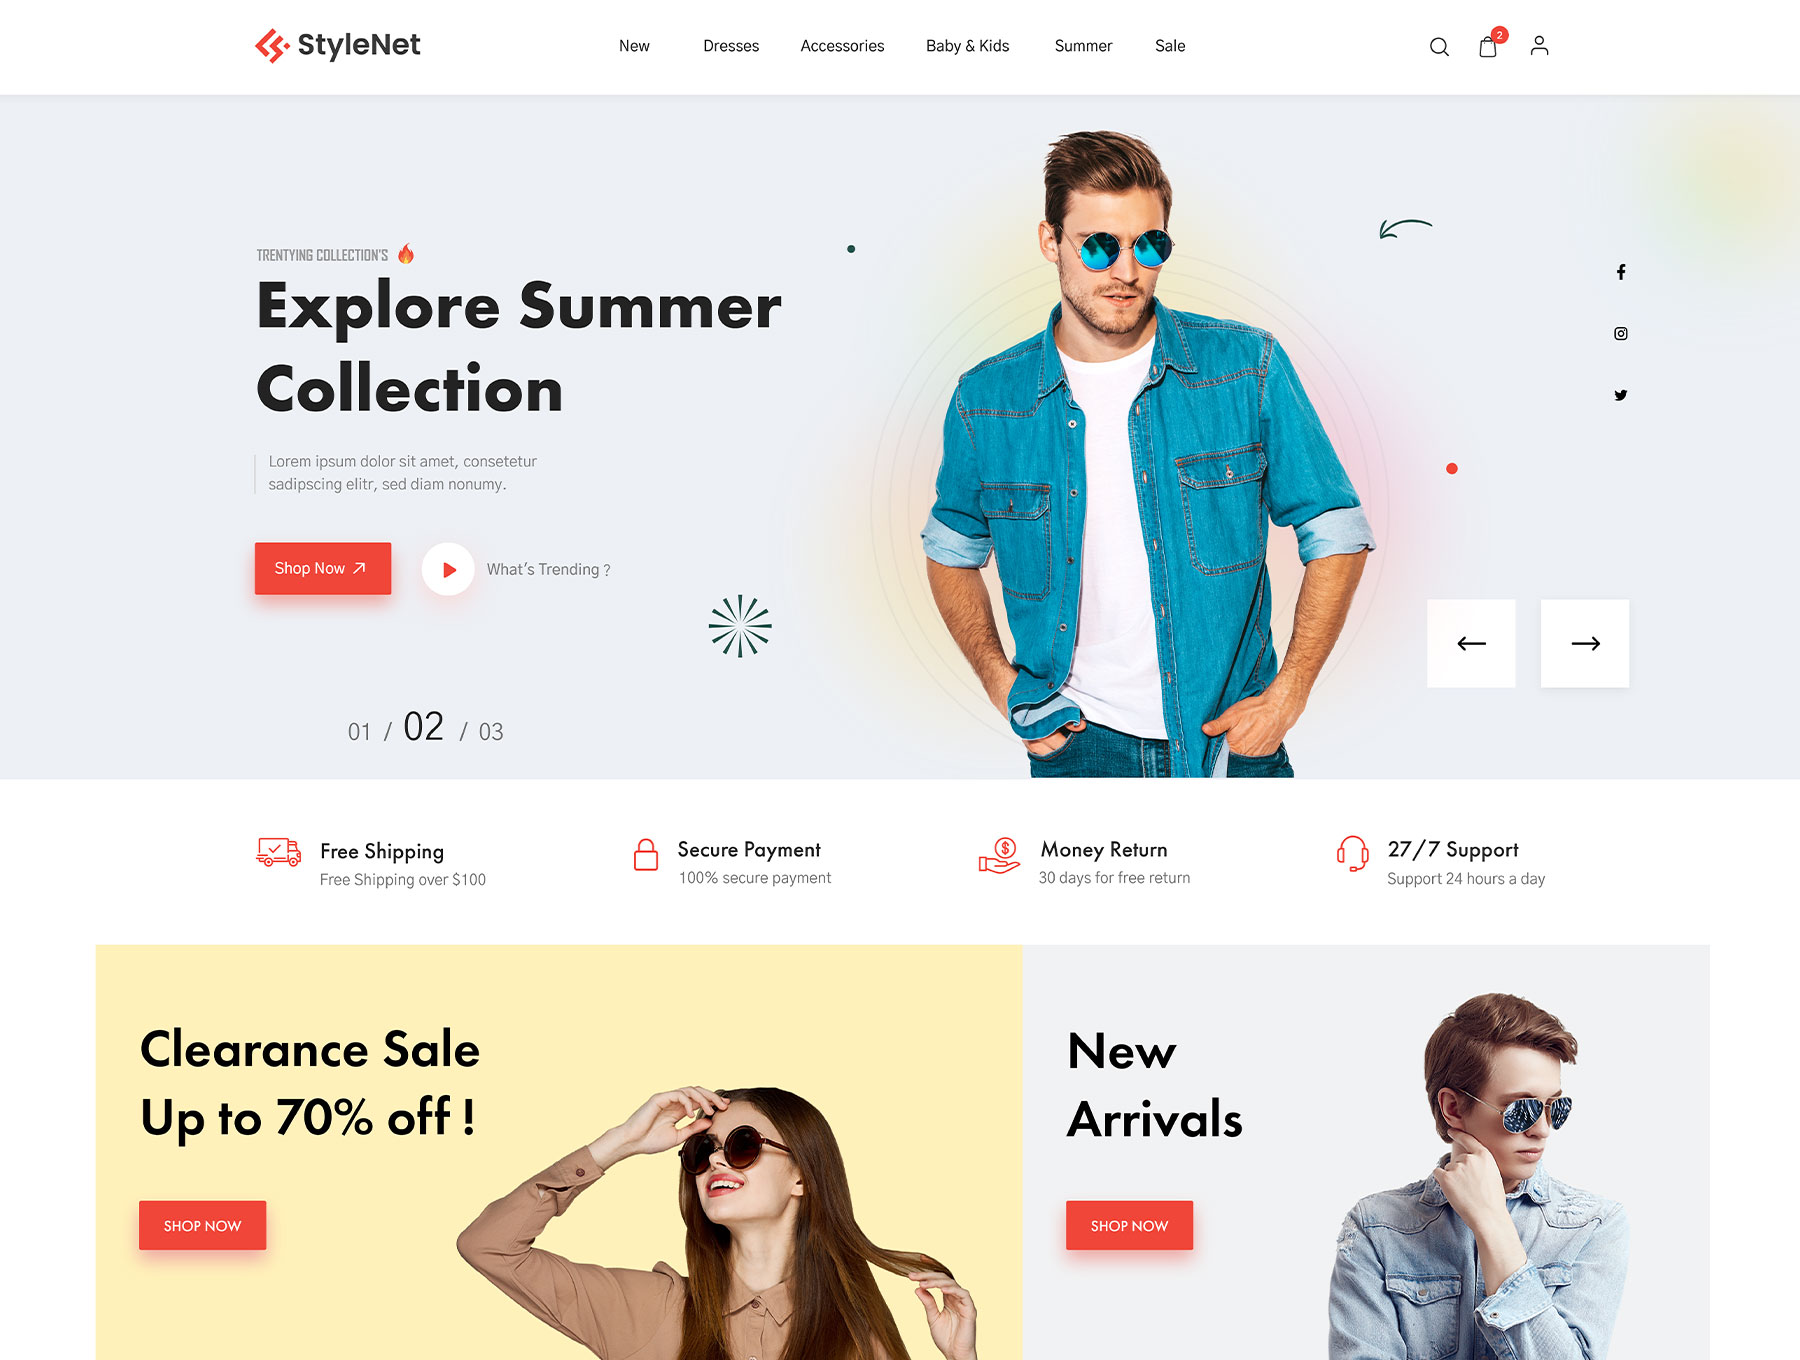 StyleNet
New Dresses Accessories Baby & Kids Summer Sale
2
TRENTYING COLLECTION'S
Explore Summer
Collection
Lorem ipsum dolor sit amet, consetetur
sadipscing elitr, sed diam nonumy.
Shop Now
What's Trending ?
01 / 02 / 03
Free Shipping
Free Shipping over $100
Secure Payment
100% secure payment
Money Return
30 days for free return
27/7 Support
Support 24 hours a day
Clearance Sale
Up to 70% off !
SHOP NOW
New
Arrivals
SHOP NOW